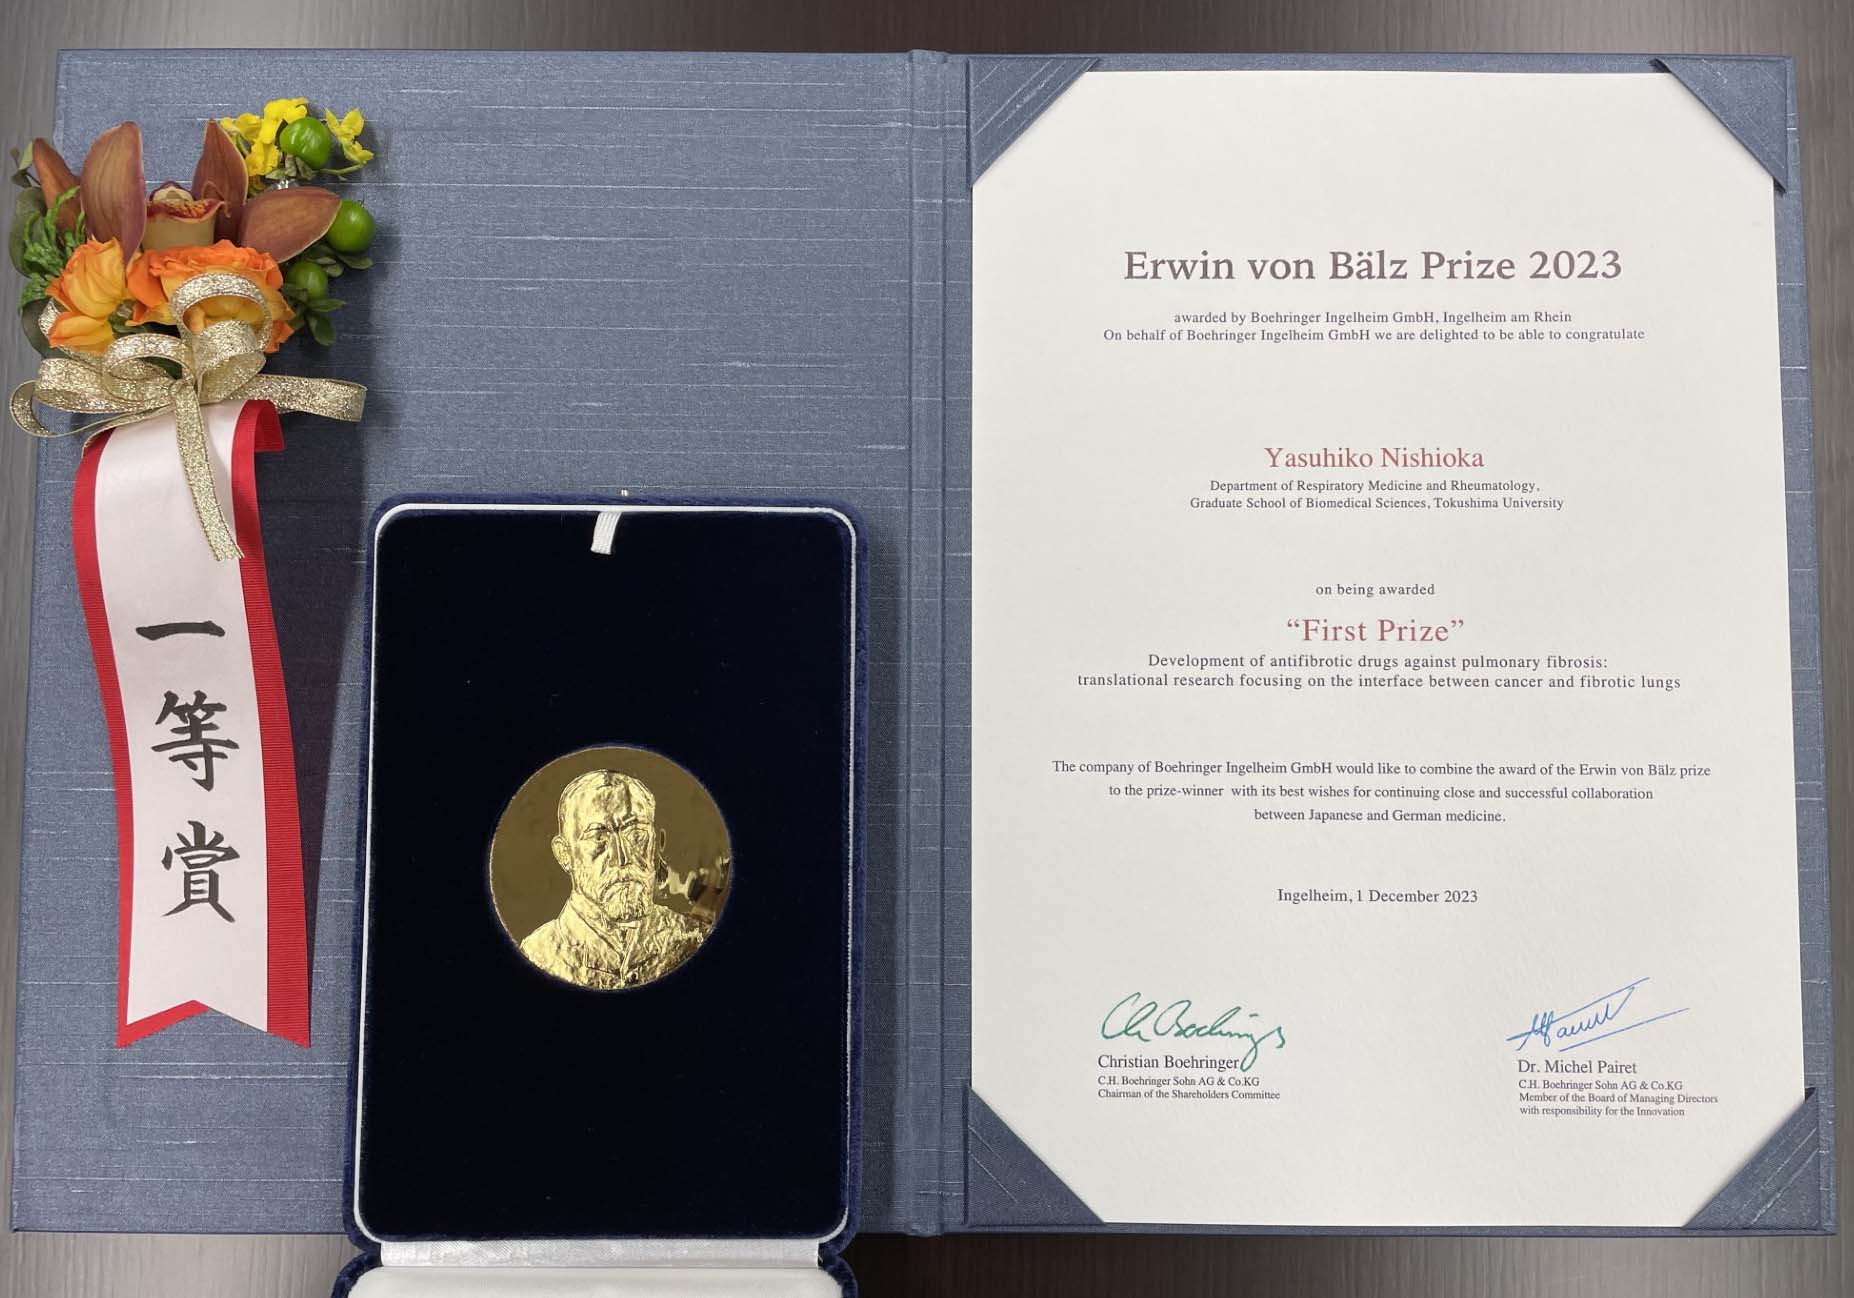 一等賞
Erwin von Bälz Prize 2023
awarded by Boehringer Ingelheim GmbH, Ingelheim am Rhein
On behalf of Boehringer Ingelheim GmbH we are delighted to be able to congratulate
Yasuhiko Nishioka
Department of Respiratory Medicine and Rheumatology,
Graduate School of Biomedical Sciences, Tokushima University
on being awarded
“First Prize”
Development of antifibrotic drugs against pulmonary fibrosis:
translational research focusing on the interface between cancer and fibrotic lungs
The company of Boehringer Ingelheim GmbH would like to combine the award of the Erwin von Bälz prize
to the prize-winner with its best wishes for continuing close and successful collaboration
between Japanese and German medicine.
Ingelheim, 1 December 2023
Christian Boehringer
C.H. Boehringer Sohn AG & Co.KG
Chairman of the Shareholders Committee
Dr. Michel Pairet
C.H. Boehringer Sohn AG & Co.KG
Member of the Board of Managing Directors
with responsibility for the Innovation